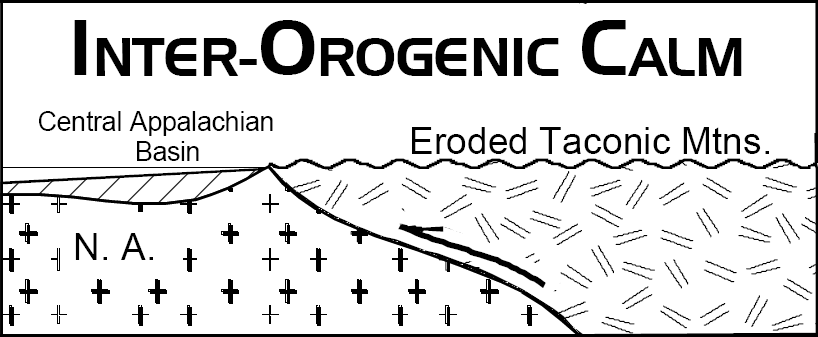 INTER-OROGENIC CALM
Central Appalachian
Basin
Eroded Taconic Mtns.
N. A.